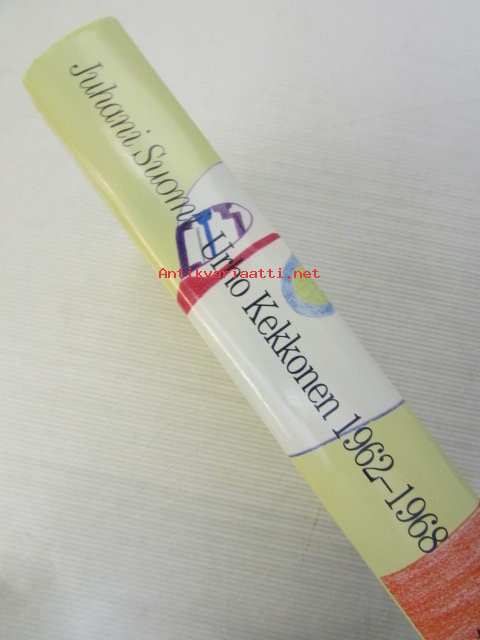 Juhani Suomi Urho Kekkonen 1962–1968
Antikvariaatti.net